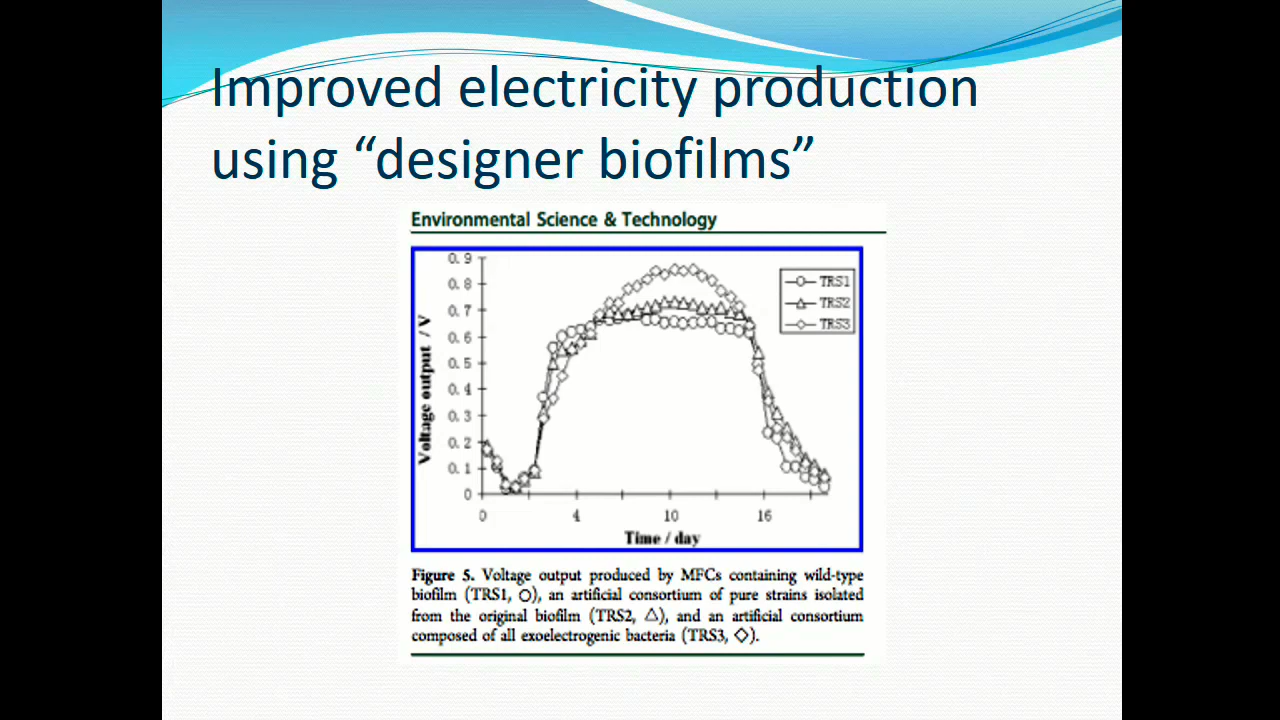 Improved electricity production
using “designer biofilms”
Environmental Science & Technology
0.9
0.8
0.7
0.6
0.5
0.4
0.3
0.2
0.1
0
Voltage output / V
TRS1
TRS2
TRS3
0 4 10 16
Time / day
Figure 5. Voltage output produced by MFCs containing wild-type
biofilm (TRS1, ○), an artificial consortium of pure strains isolated
from the original biofilm (TRS2, △), and an artificial consortium
composed of all exoelectrogenic bacteria (TRS3, ◇).